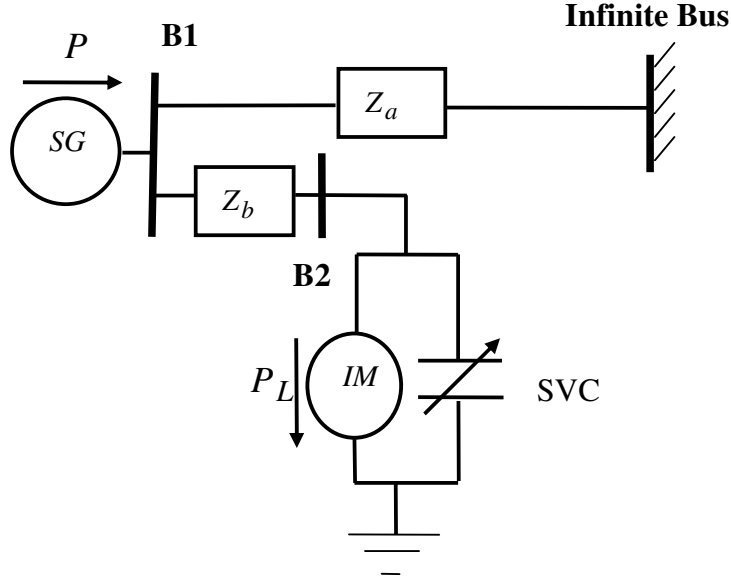 Infinite Bus
B1
P
SG
Z_a
Z_b
B2
P_L
IM
SVC